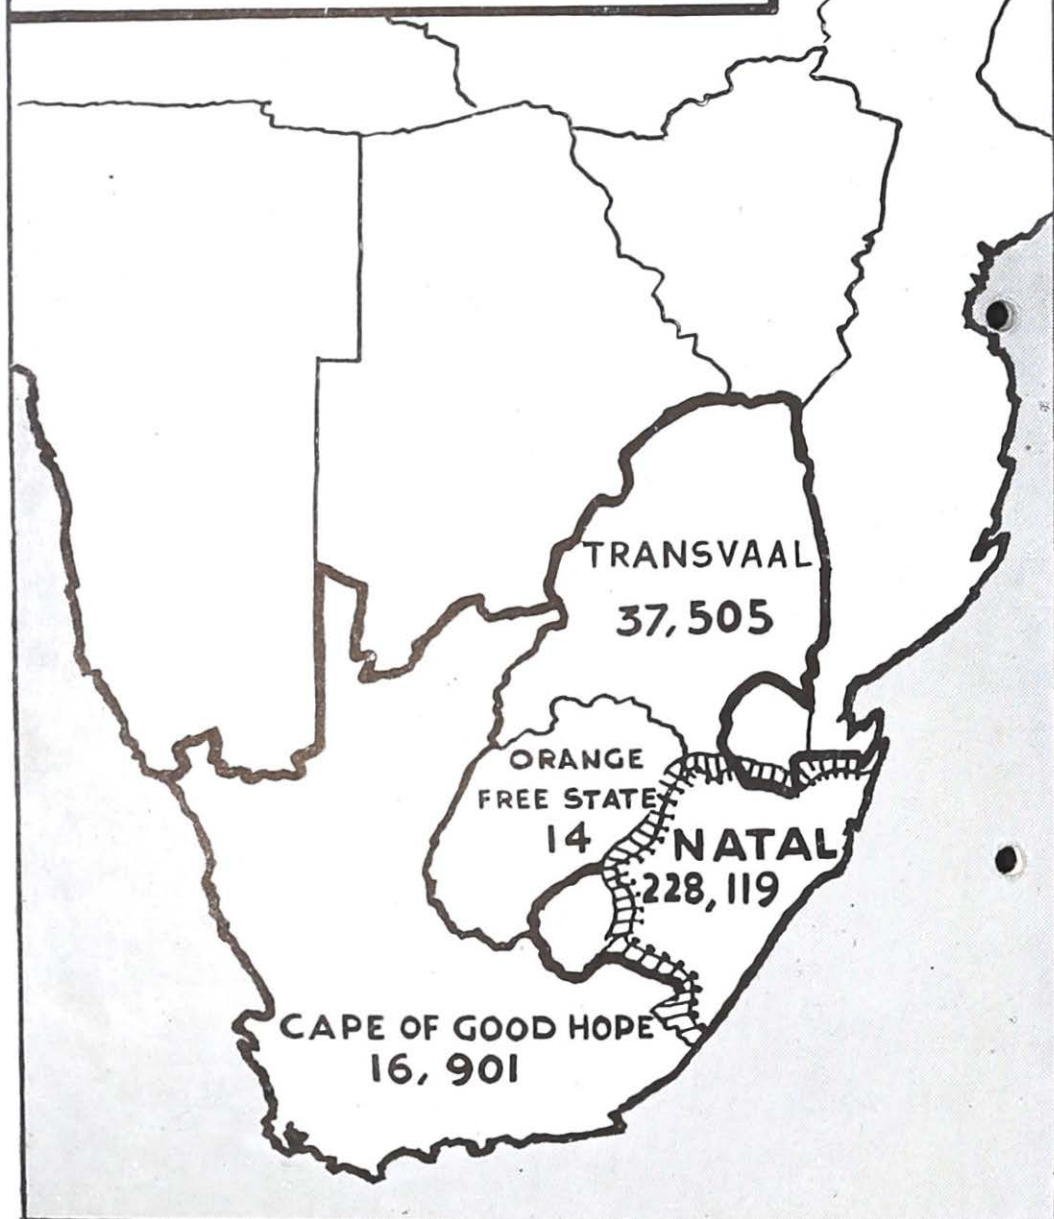 TRANSVAAL
37,505
ORANGE
FREE STATE
14
NATAL
228,119
CAPE OF GOOD HOPE
16,901